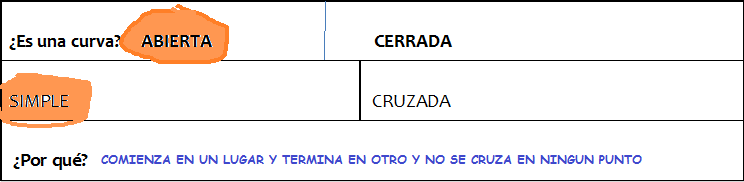 ¿Es una curva? ABIERTA CERRADA
SIMPLE CRUZADA
¿Por qué? COMIENZA EN UN LUGAR Y TERMINA EN OTRO Y NO SE CRUZA EN NINGUN PUNTO